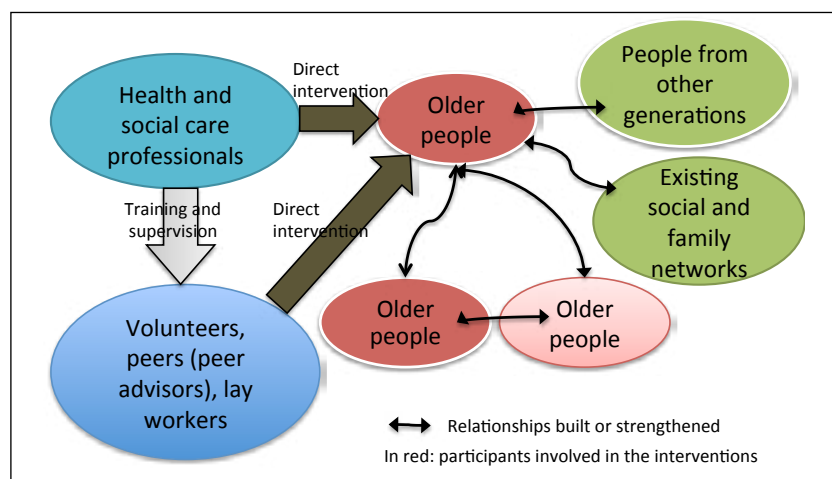 Health and
social care
professionals
Direct
intervention
Older
people
People from
other
generations
Existing
social and
family
networks
Training and
supervision
Direct
intervention
Volunteers,
peers (peer
advisors), lay
workers
Older
people
Older
people
Relationships built or strengthened
In red: participants involved in the interventions